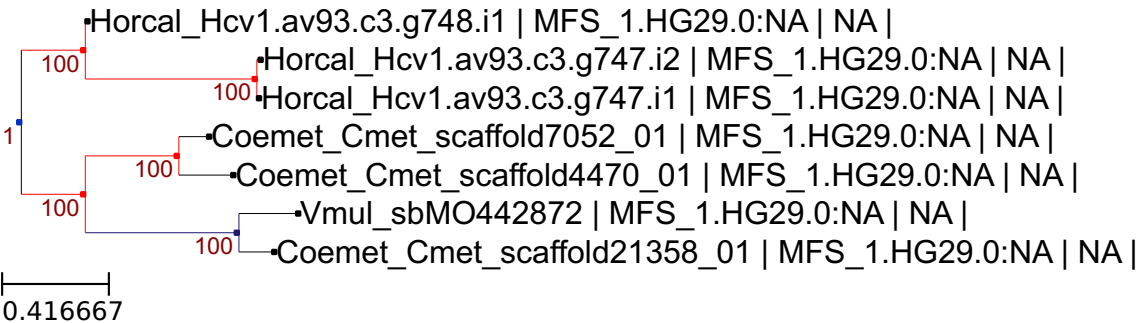 Horcal_Hcv1.av93.c3.g748.i1 | MFS_1.HG29.0:NA | NA |
100
Horcal_Hcv1.av93.c3.g747.i2 | MFS_1.HG29.0:NA | NA |
100
Horcal_Hcv1.av93.c3.g747.i1 | MFS_1.HG29.0:NA | NA |
1
Coemet_Cmet_scaffold7052_01 | MFS_1.HG29.0:NA | NA |
100
Coemet_Cmet_scaffold4470_01 | MFS_1.HG29.0:NA | NA |
100
Vmul_sbMO442872 | MFS_1.HG29.0:NA | NA |
100
Coemet_Cmet_scaffold21358_01 | MFS_1.HG29.0:NA | NA |
0.416667